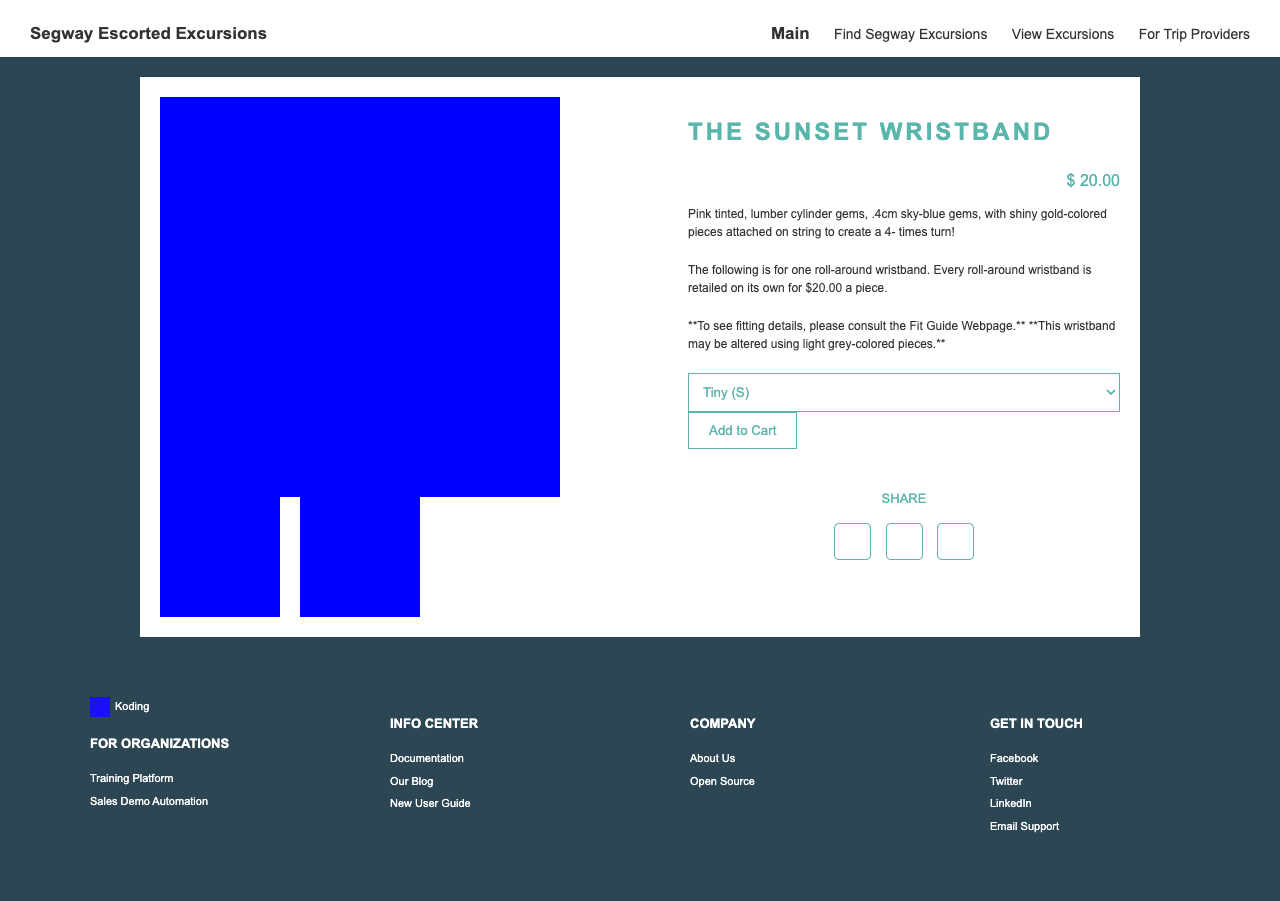 Segway Escorted Excursions
Main
Find Segway Excursions
View Excursions
For Trip Providers
THE SUNSET WRISTBAND
$ 20.00
Pink tinted, lumber cylinder gems, .4cm sky-blue gems, with shiny gold-colored
pieces attached on string to create a 4- times turn!
The following is for one roll-around wristband. Every roll-around wristband is
retailed on its own for $20.00 a piece.
**To see fitting details, please consult the Fit Guide Webpage.** **This wristband
may be altered using light grey-colored pieces.**
Tiny (S)
Add to Cart
SHARE
Koding
FOR ORGANIZATIONS
Training Platform
Sales Demo Automation
INFO CENTER
Documentation
Our Blog
New User Guide
COMPANY
About Us
Open Source
GET IN TOUCH
Facebook
Twitter
LinkedIn
Email Support